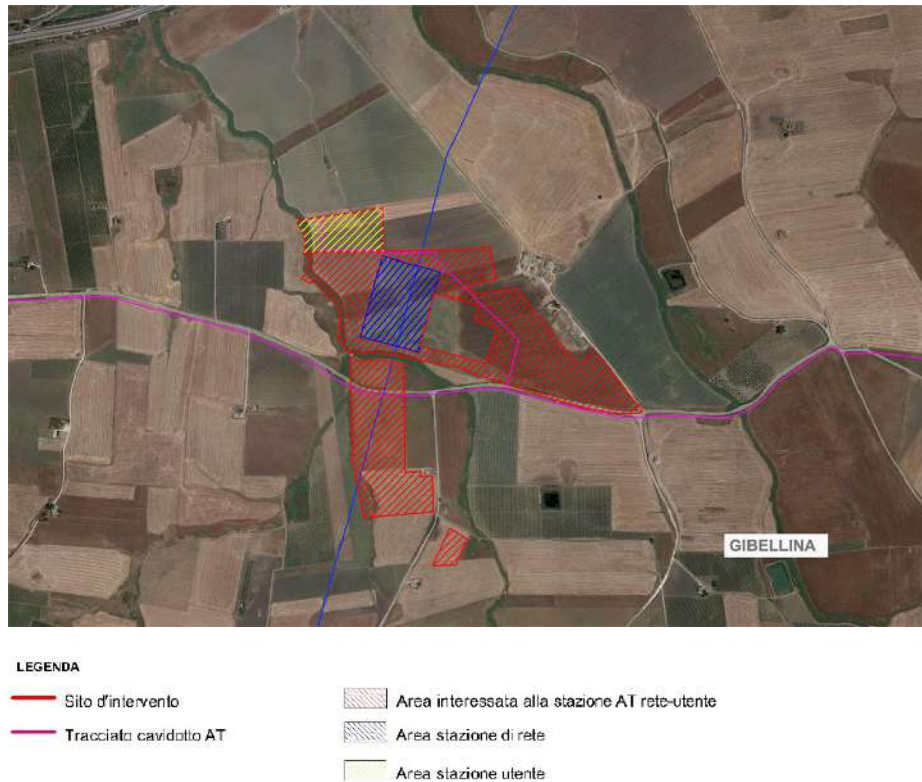 GIBELLINA
LEGENDA
Sito d'intervento
Tracciato cavidotto AT
Area interessata alla stazione AT rete-utente
Area stazione di rete
Area stazione utente